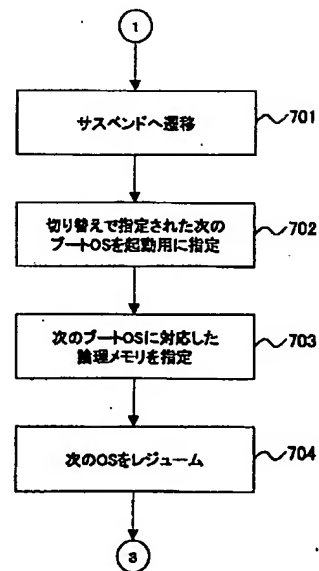 1
サスペンドへ遷移
701
切り替えで指定された次の
ブートOSを起動用に指定
702
次のブートOSに対応した
論理メモリを指定
703
次のOSをレジューム
704
3